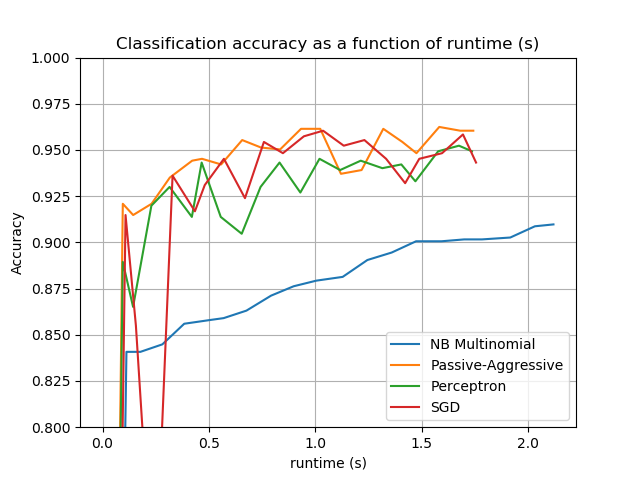 Classification accuracy as a function of runtime (s)
1.000
0.975
0.950
0.925
0.900
0.875
0.850
0.825
0.800
Accuracy
NB Multinomial
Passive-Aggressive
Perceptron
SGD
0.0 0.5 1.0 1.5 2.0
runtime (s)